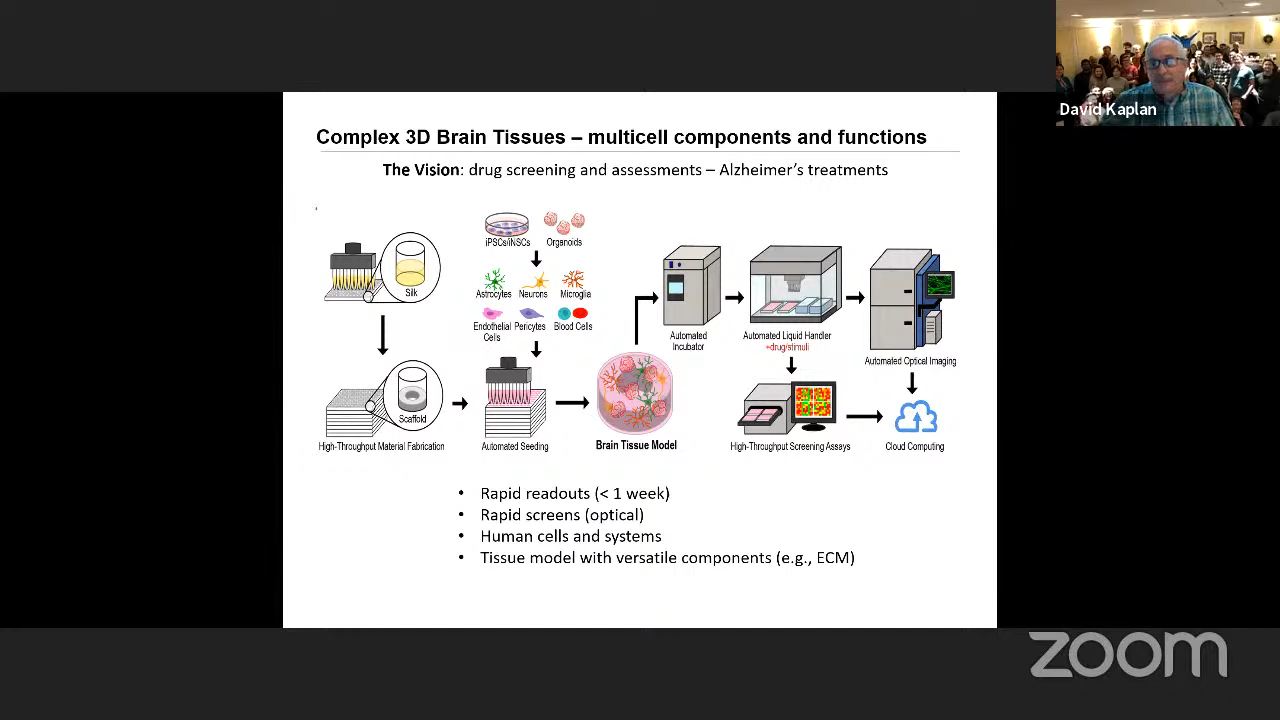 David Kaplan
Complex 3D Brain Tissues – multicell components and functions
The Vision: drug screening and assessments – Alzheimer's treatments
Silk
iPSCs/iNSCs
Organoids
Astrocytes
Neurons
Microglia
Endothelial
Cells
Pericytes
Blood Cells
Automated
Incubator
Automated Liquid Handler
+drug/stimuli
Automated Optical Imaging
Scaffold
High-Throughput Material Fabrication
Automated Seeding
Brain Tissue Model
High-Throughput Screening Assays
Cloud Computing
• Rapid readouts (< 1 week)
• Rapid screens (optical)
• Human cells and systems
• Tissue model with versatile components (e.g., ECM)
zoom